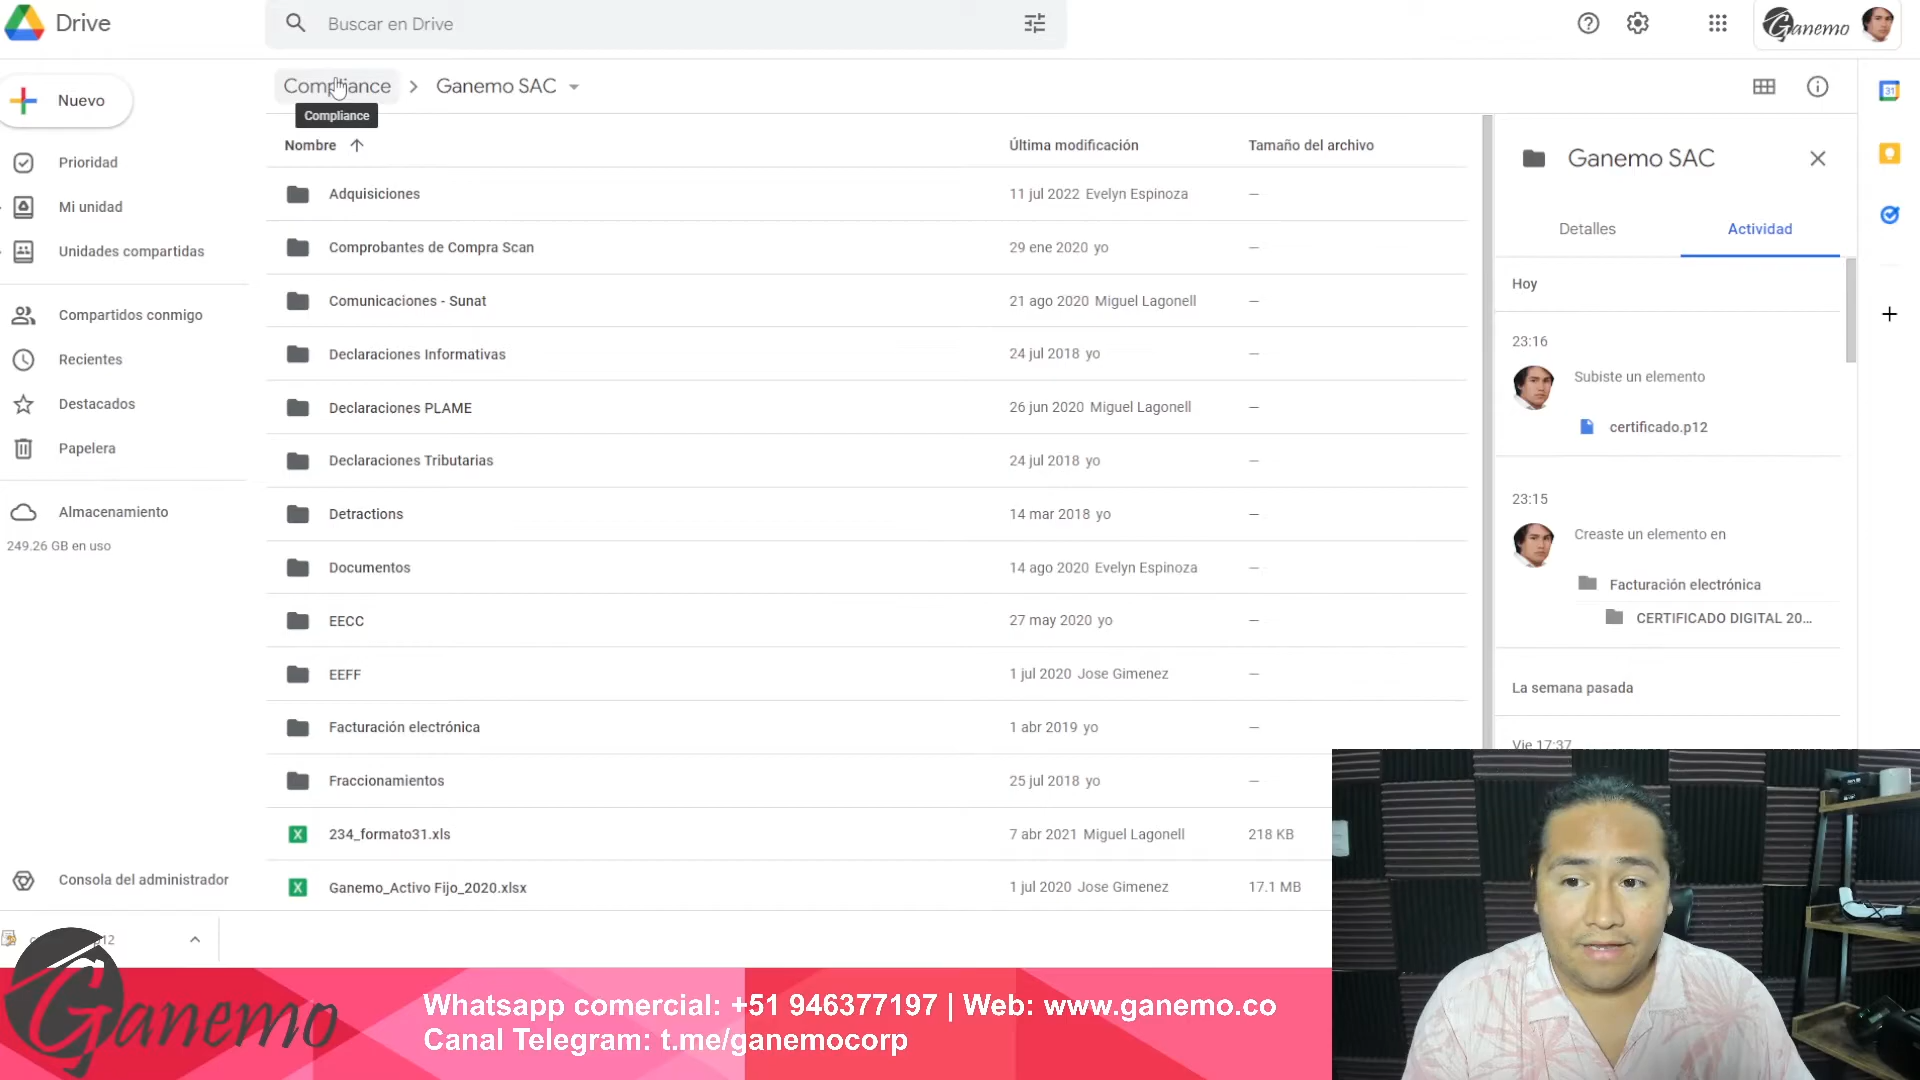 Drive
Buscar en Drive
Ganemo
Nuevo
Compliance > Ganemo SAC
Compliance
Nombre
Última modificación
Tamaño del archivo
Prioridad
Mi unidad
Unidades compartidas
Compartidos conmigo
Recientes
Destacados
Papelera
Almacenamiento
249.26 GB en uso
Consola del administrador
Adquisiciones 11 jul 2022 Evelyn Espinoza —
Comprobantes de Compra Scan 29 ene 2020 yo —
Comunicaciones - Sunat 21 ago 2020 Miguel Lagonell —
Declaraciones Informativas 24 jul 2018 yo —
Declaraciones PLAME 26 jun 2020 Miguel Lagonell —
Declaraciones Tributarias 24 jul 2018 yo —
Detractions 14 mar 2018 yo —
Documentos 14 ago 2020 Evelyn Espinoza —
EECC 27 may 2020 yo —
EEFF 1 jul 2020 Jose Gimenez —
Facturación electrónica 1 abr 2019 yo —
Fraccionamientos 25 jul 2018 yo —
234_formato31.xls 7 abr 2021 Miguel Lagonell 218 KB
Ganemo_Activo Fijo_2020.xlsx 1 jul 2020 Jose Gimenez 17.1 MB
Ganemo SAC
Detalles
Actividad
Hoy
23:16
Subiste un elemento
certificado.p12
23:15
Creaste un elemento en
Facturación electrónica
CERTIFICADO DIGITAL 20...
La semana pasada
Vie 17:37
31
Ganemo
Whatsapp comercial: +51 946377197 | Web: www.ganemo.co
Canal Telegram: t.me/ganemocorp